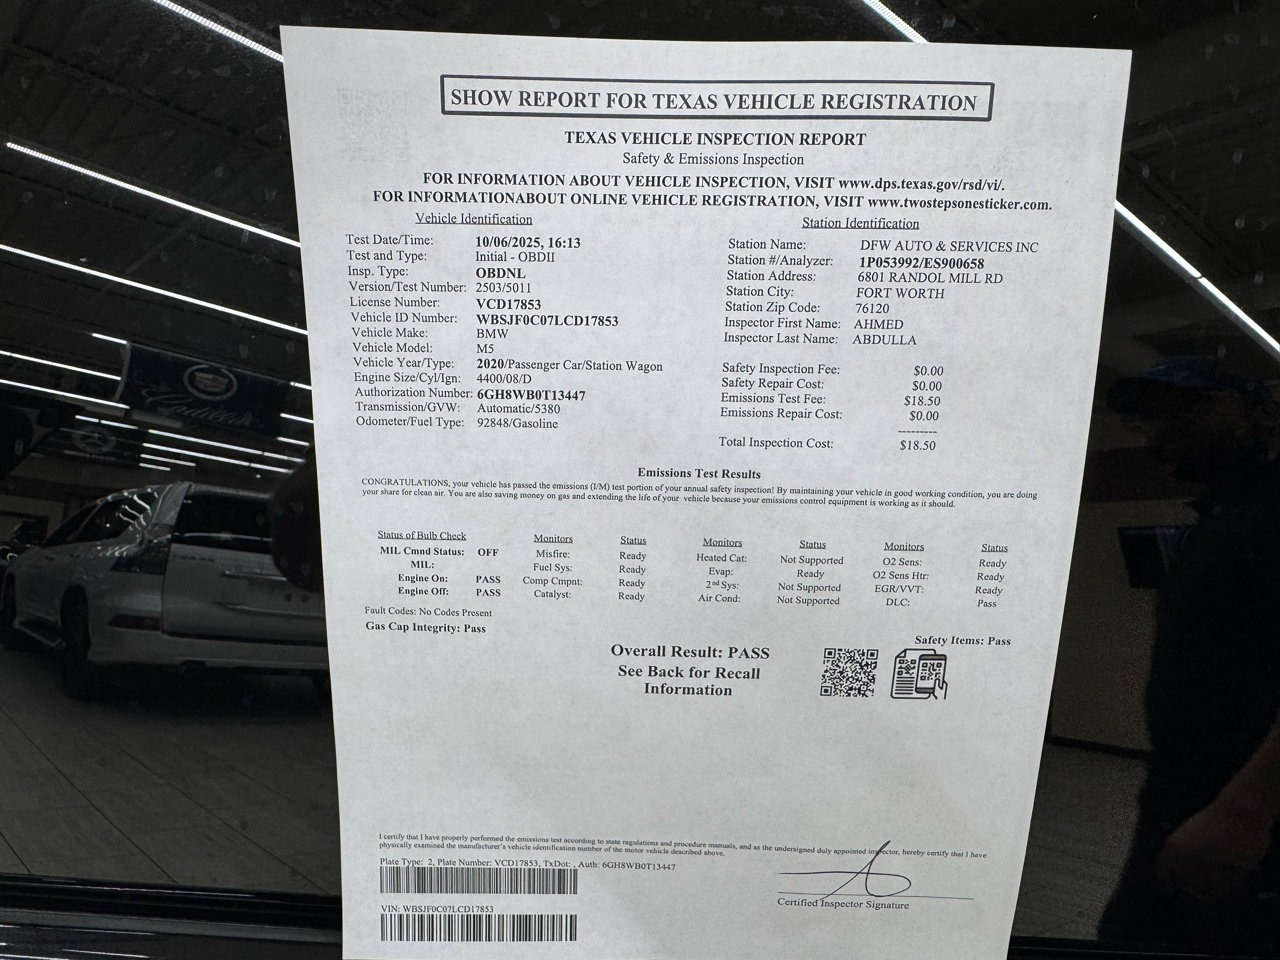 SHOW REPORT FOR TEXAS VEHICLE REGISTRATION
TEXAS VEHICLE INSPECTION REPORT
Safety & Emissions Inspection
FOR INFORMATION ABOUT VEHICLE INSPECTION, VISIT www.dps.texas.gov/rsd/vi/.
FOR INFORMATIONABOUT ONLINE VEHICLE REGISTRATION, VISIT www.twostepsonesticker.com.
Vehicle Identification
Test Date/Time: 10/06/2025, 16:13
Test and Type: Initial - OBDII
Insp. Type: OBDNL
Version/Test Number: 2503/5011
License Number: VCD17853
Vehicle ID Number: WBSJF0C07LCD17853
Vehicle Make: BMW
Vehicle Model: M5
Vehicle Year/Type: 2020/Passenger Car/Station Wagon
Engine Size/Cyl/Ign: 4400/08/D
Authorization Number: 6GH8WB0T13447
Transmission/GVW: Automatic/5380
Odometer/Fuel Type: 92848/Gasoline
Station Identification
Station Name: DFW AUTO & SERVICES INC
Station #/Analyzer: 1P053992/ES900658
Station Address: 6801 RANDOL MILL RD
Station City: FORT WORTH
Station Zip Code: 76120
Inspector First Name: AHMED
Inspector Last Name: ABDULLA
Safety Inspection Fee: $0.00
Safety Repair Cost: $0.00
Emissions Test Fee: $18.50
Emissions Repair Cost: $0.00
---------
Total Inspection Cost: $18.50
Emissions Test Results
CONGRATULATIONS, your vehicle has passed the emissions (I/M) test portion of your annual safety inspection! By maintaining your vehicle in good working condition, you are doing
your share for clean air. You are also saving money on gas and extending the life of your vehicle because your emissions control equipment is working as it should.
Status of Bulb Check
MIL Cmnd Status: OFF
MIL:
Engine On: PASS
Engine Off: PASS
Monitors Status
Misfire: Ready
Fuel Sys: Ready
Comp Cmpnt: Ready
Catalyst: Ready
Monitors Status
Heated Cat: Not Supported
Evap: Ready
2nd Sys: Not Supported
Air Cond: Not Supported
Monitors Status
O2 Sens: Ready
O2 Sens Htr: Ready
EGR/VVT: Ready
DLC: Pass
Fault Codes: No Codes Present
Gas Cap Integrity: Pass
Safety Items: Pass
Overall Result: PASS
See Back for Recall
Information
I certify that I have properly performed the emissions test according to state regulations and procedure manuals, and as the undersigned duly appointed inspector, hereby certify that I have
physically examined the manufacturer's vehicle identification number of the motor vehicle described above.
Plate Type: 2, Plate Number: VCD17853, TxDot: , Auth: 6GH8WB0T13447
VIN: WBSJF0C07LCD17853
Certified Inspector Signature